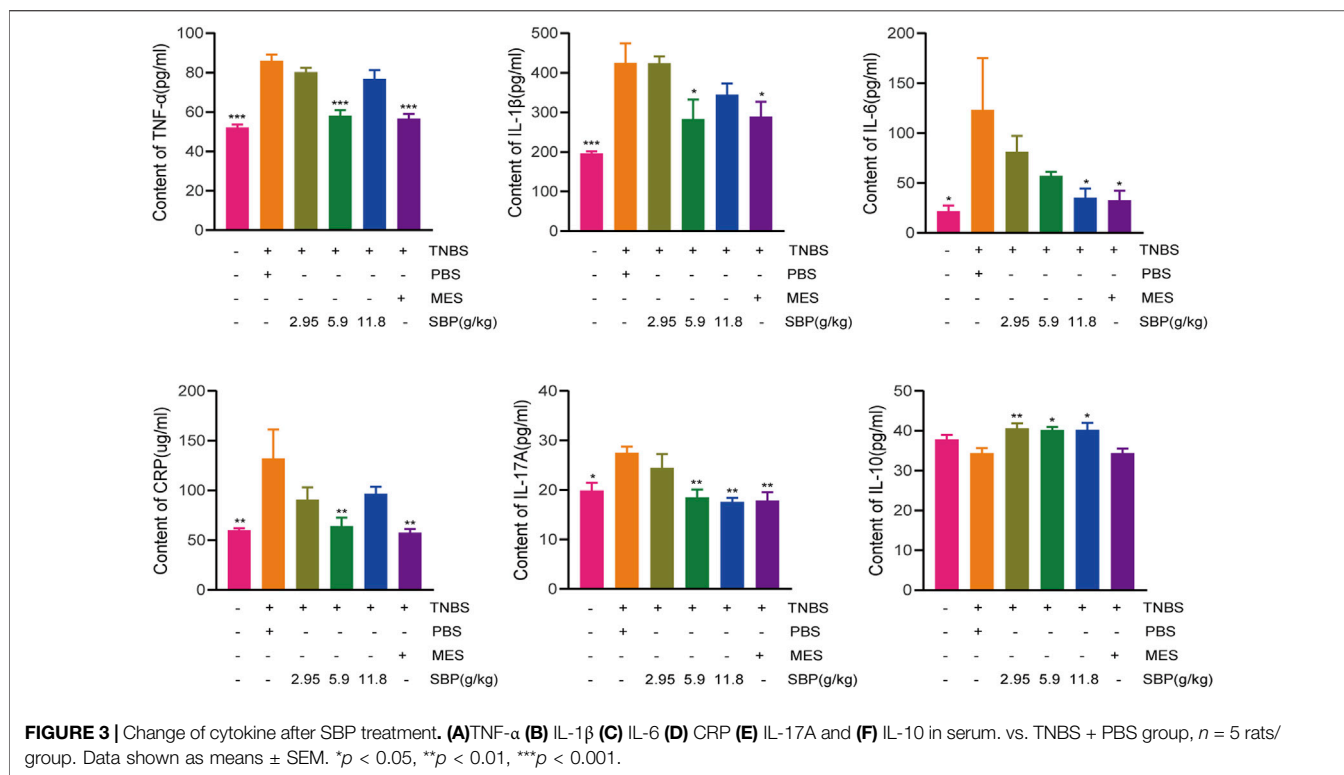 Content of TNF-α(pg/ml)
100
80
60
40
20
0
*** *** ***
- + + + + + TNBS
- + - - - - PBS
- - - - - + MES
- - 2.95 5.9 11.8 - SBP(g/kg)
Content of IL-1β(pg/ml)
500
400
300
200
100
0
*** * *
- + + + + + TNBS
- + - - - - PBS
- - - - - + MES
- - 2.95 5.9 11.8 - SBP(g/kg)
Content of IL-6(pg/ml)
200
150
100
50
0
* * *
- + + + + + TNBS
- + - - - - PBS
- - - - - + MES
- - 2.95 5.9 11.8 - SBP(g/kg)
Content of CRP(ug/ml)
200
150
100
50
0
** ** **
- + + + + + TNBS
- + - - - - PBS
- - - - - + MES
- - 2.95 5.9 11.8 - SBP(g/kg)
Content of IL-17A(pg/ml)
40
30
20
10
0
* ** ** **
- + + + + + TNBS
- + - - - - PBS
- - - - - + MES
- - 2.95 5.9 11.8 - SBP(g/kg)
Content of IL-10(pg/ml)
50
40
30
20
10
0
** * *
- + + + + + TNBS
- + - - - - PBS
- - - - - + MES
- - 2.95 5.9 11.8 - SBP(g/kg)
FIGURE 3 | Change of cytokine after SBP treatment. (A)TNF-α (B) IL-1β (C) IL-6 (D) CRP (E) IL-17A and (F) IL-10 in serum. vs. TNBS + PBS group, n = 5 rats/
group. Data shown as means ± SEM. *p < 0.05, **p < 0.01, ***p < 0.001.